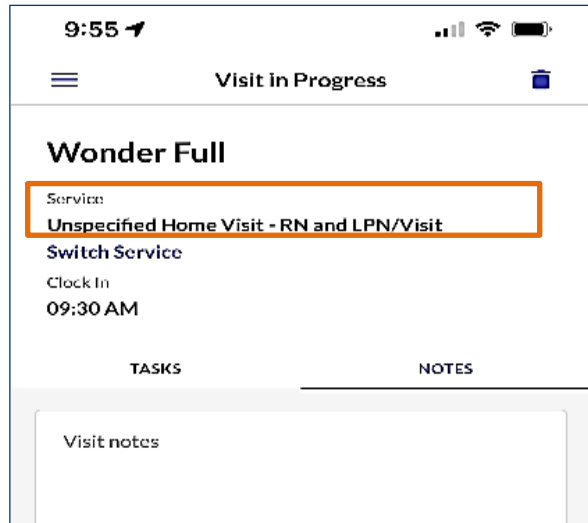 9:55
Visit in Progress
Wonder Full
Service
Unspecified Home Visit - RN and LPN/Visit
Switch Service
Clock In
09:30 AM
TASKS NOTES
Visit notes